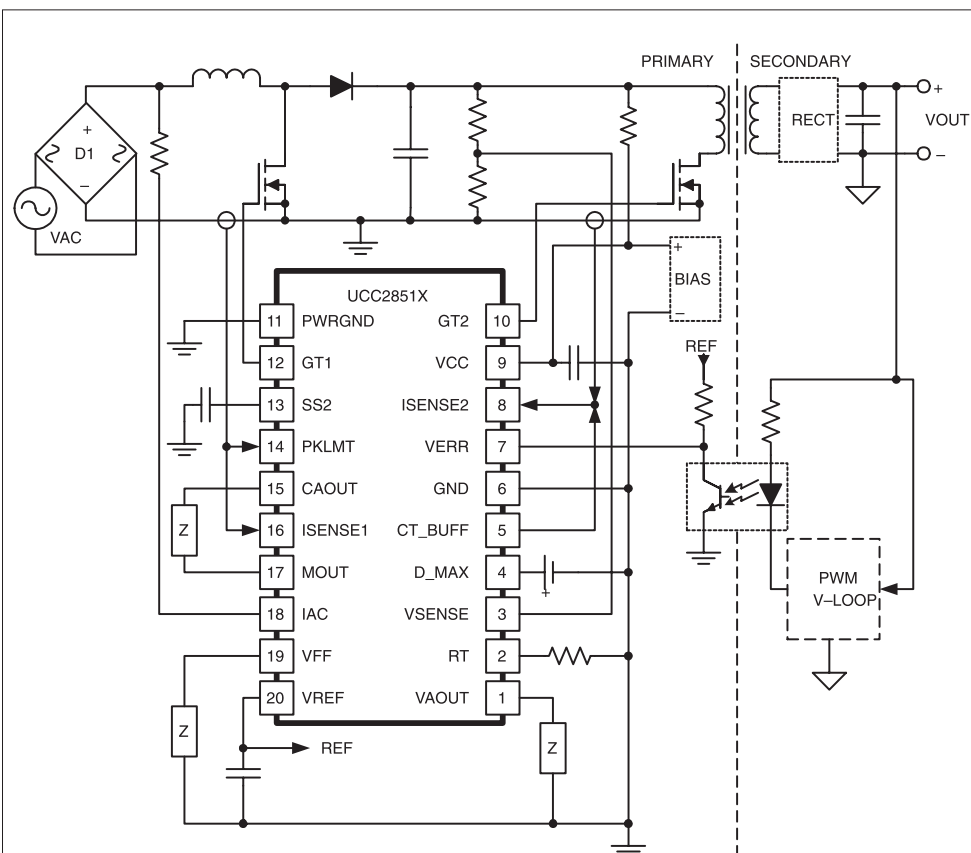 PRIMARY
SECONDARY
+
D1
−
RECT
+
VOUT
−
VAC
UCC2851X
+
BIAS
−
11 PWRGND
GT2 10
12 GT1
VCC 9
REF
13 SS2
ISENSE2 8
14 PKLMT
VERR 7
15 CAOUT
GND 6
Z
16 ISENSE1
CT_BUFF 5
17 MOUT
D_MAX 4
+
PWM
V–LOOP
18 IAC
VSENSE 3
19 VFF
RT 2
20 VREF
VAOUT 1
Z
REF
Z